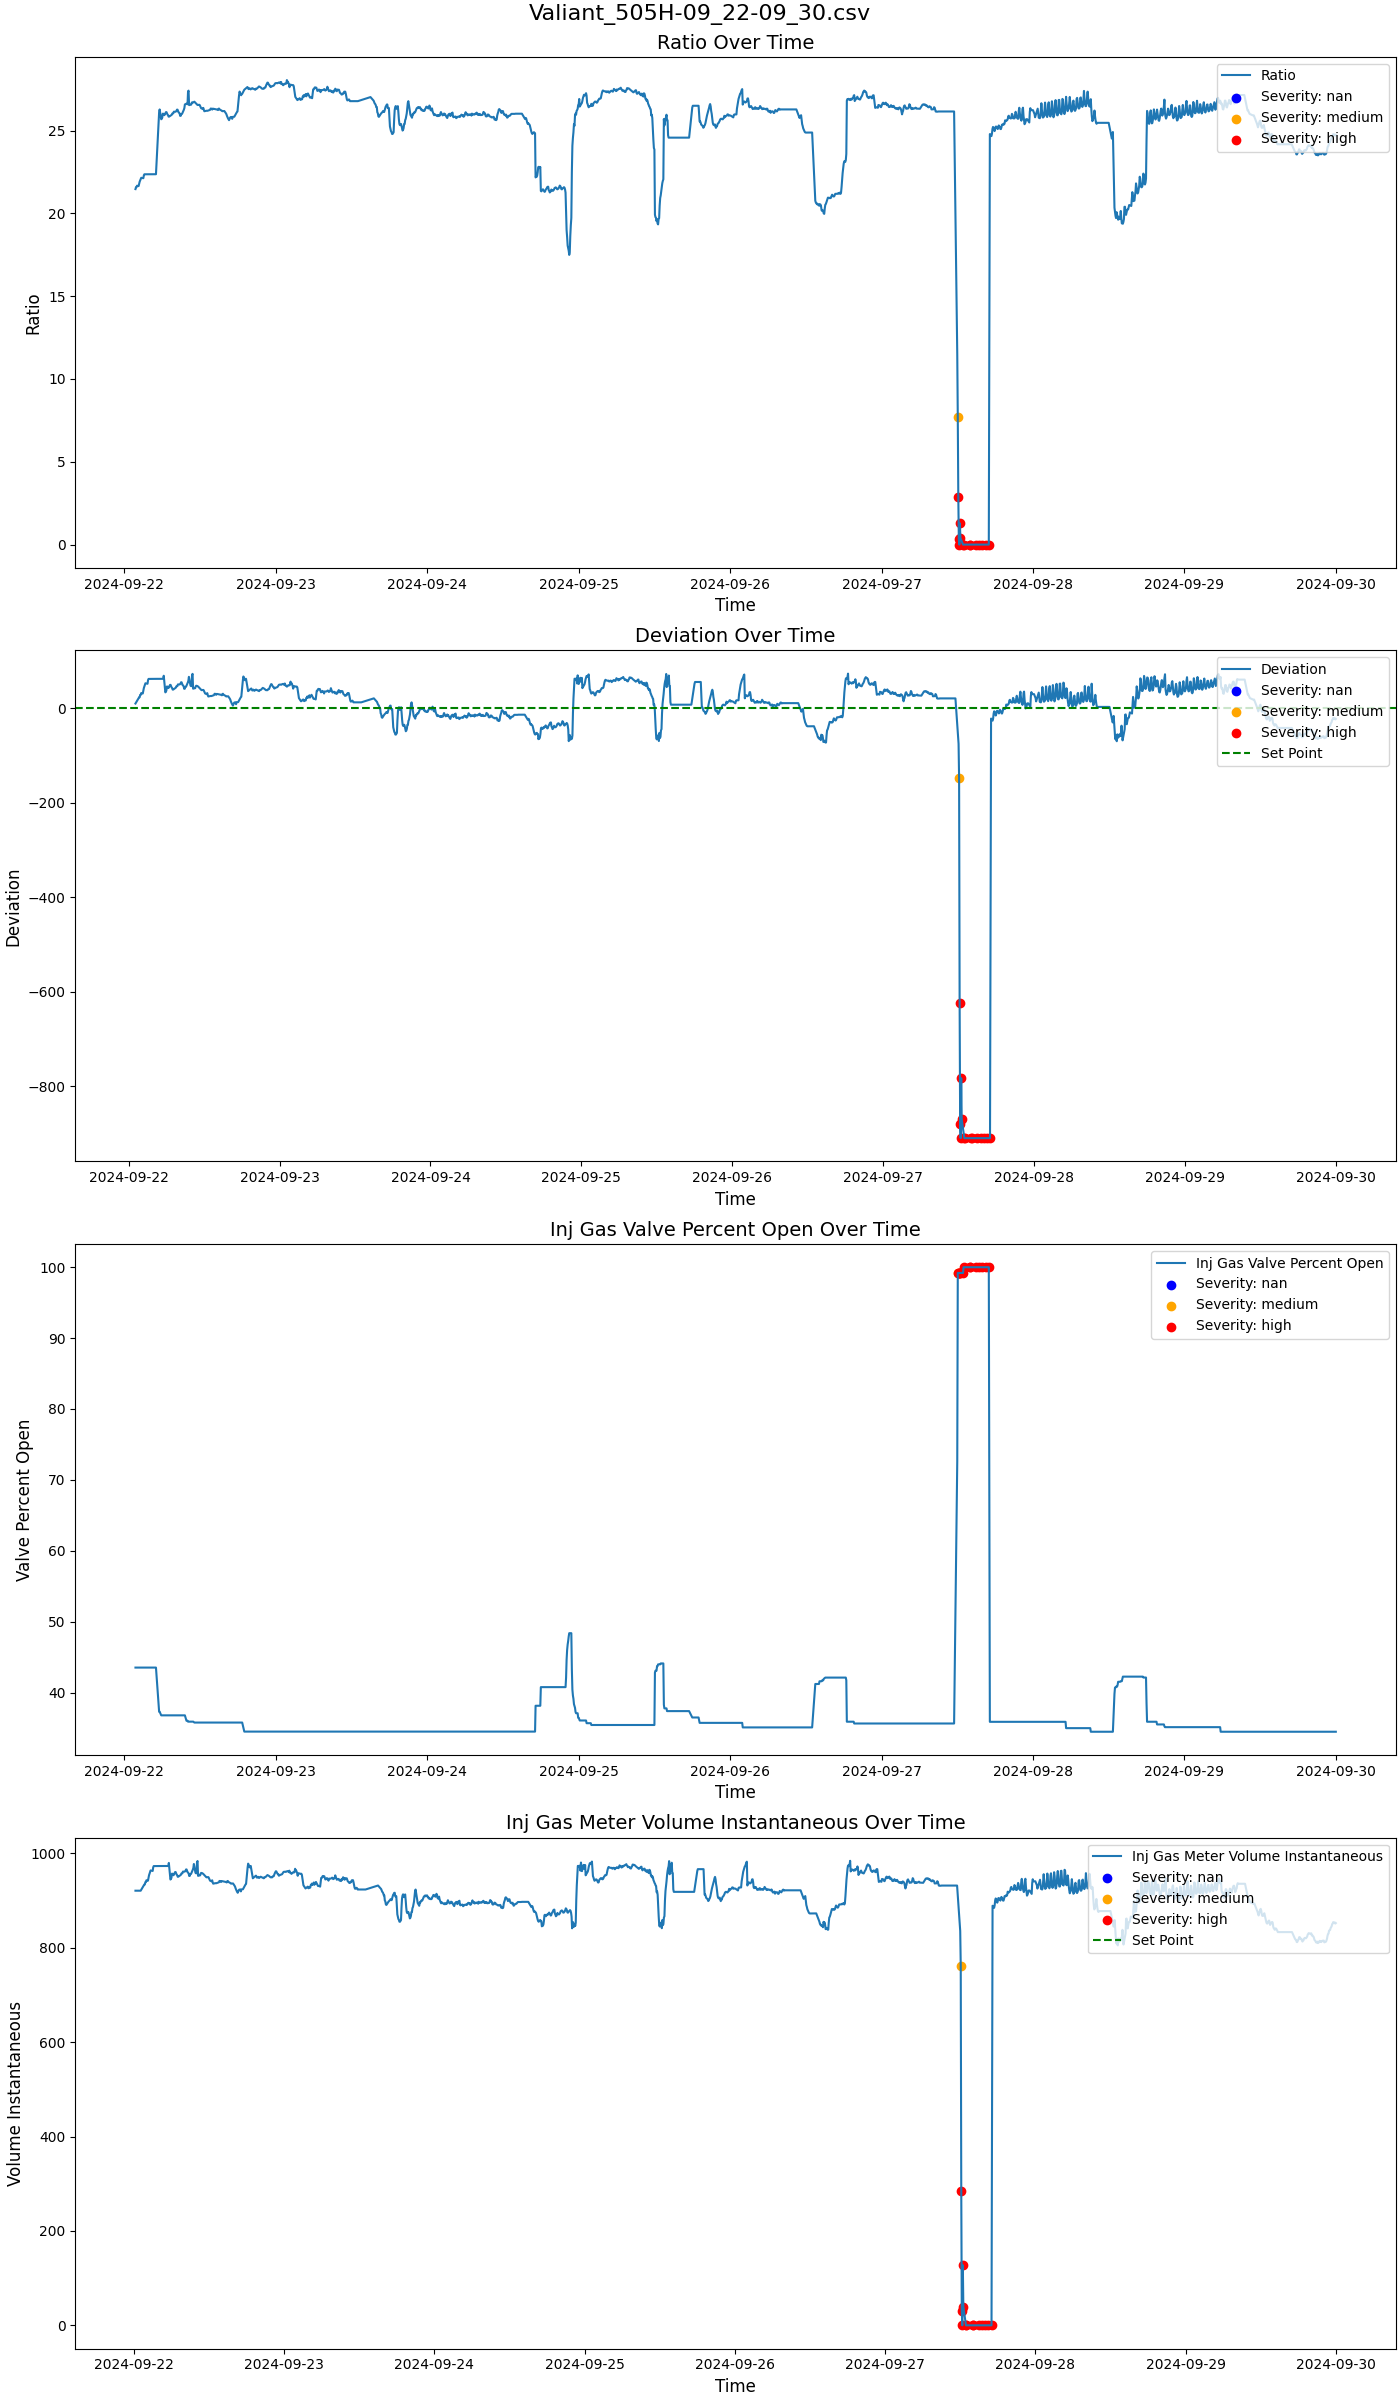 Valiant_505H-09_22-09_30.csv
Ratio Over Time
Ratio
Severity: nan
Severity: medium
Severity: high
25
20
15
10
5
0
Ratio
2024-09-22 2024-09-23 2024-09-24 2024-09-25 2024-09-26 2024-09-27 2024-09-28 2024-09-29 2024-09-30
Time
Deviation Over Time
Deviation
Severity: nan
Severity: medium
Severity: high
Set Point
0
−200
−400
−600
−800
Deviation
2024-09-22 2024-09-23 2024-09-24 2024-09-25 2024-09-26 2024-09-27 2024-09-28 2024-09-29 2024-09-30
Time
Inj Gas Valve Percent Open Over Time
Inj Gas Valve Percent Open
Severity: nan
Severity: medium
Severity: high
100
90
80
70
60
50
40
Valve Percent Open
2024-09-22 2024-09-23 2024-09-24 2024-09-25 2024-09-26 2024-09-27 2024-09-28 2024-09-29 2024-09-30
Time
Inj Gas Meter Volume Instantaneous Over Time
Inj Gas Meter Volume Instantaneous
Severity: nan
Severity: medium
Severity: high
Set Point
1000
800
600
400
200
0
Volume Instantaneous
2024-09-22 2024-09-23 2024-09-24 2024-09-25 2024-09-26 2024-09-27 2024-09-28 2024-09-29 2024-09-30
Time